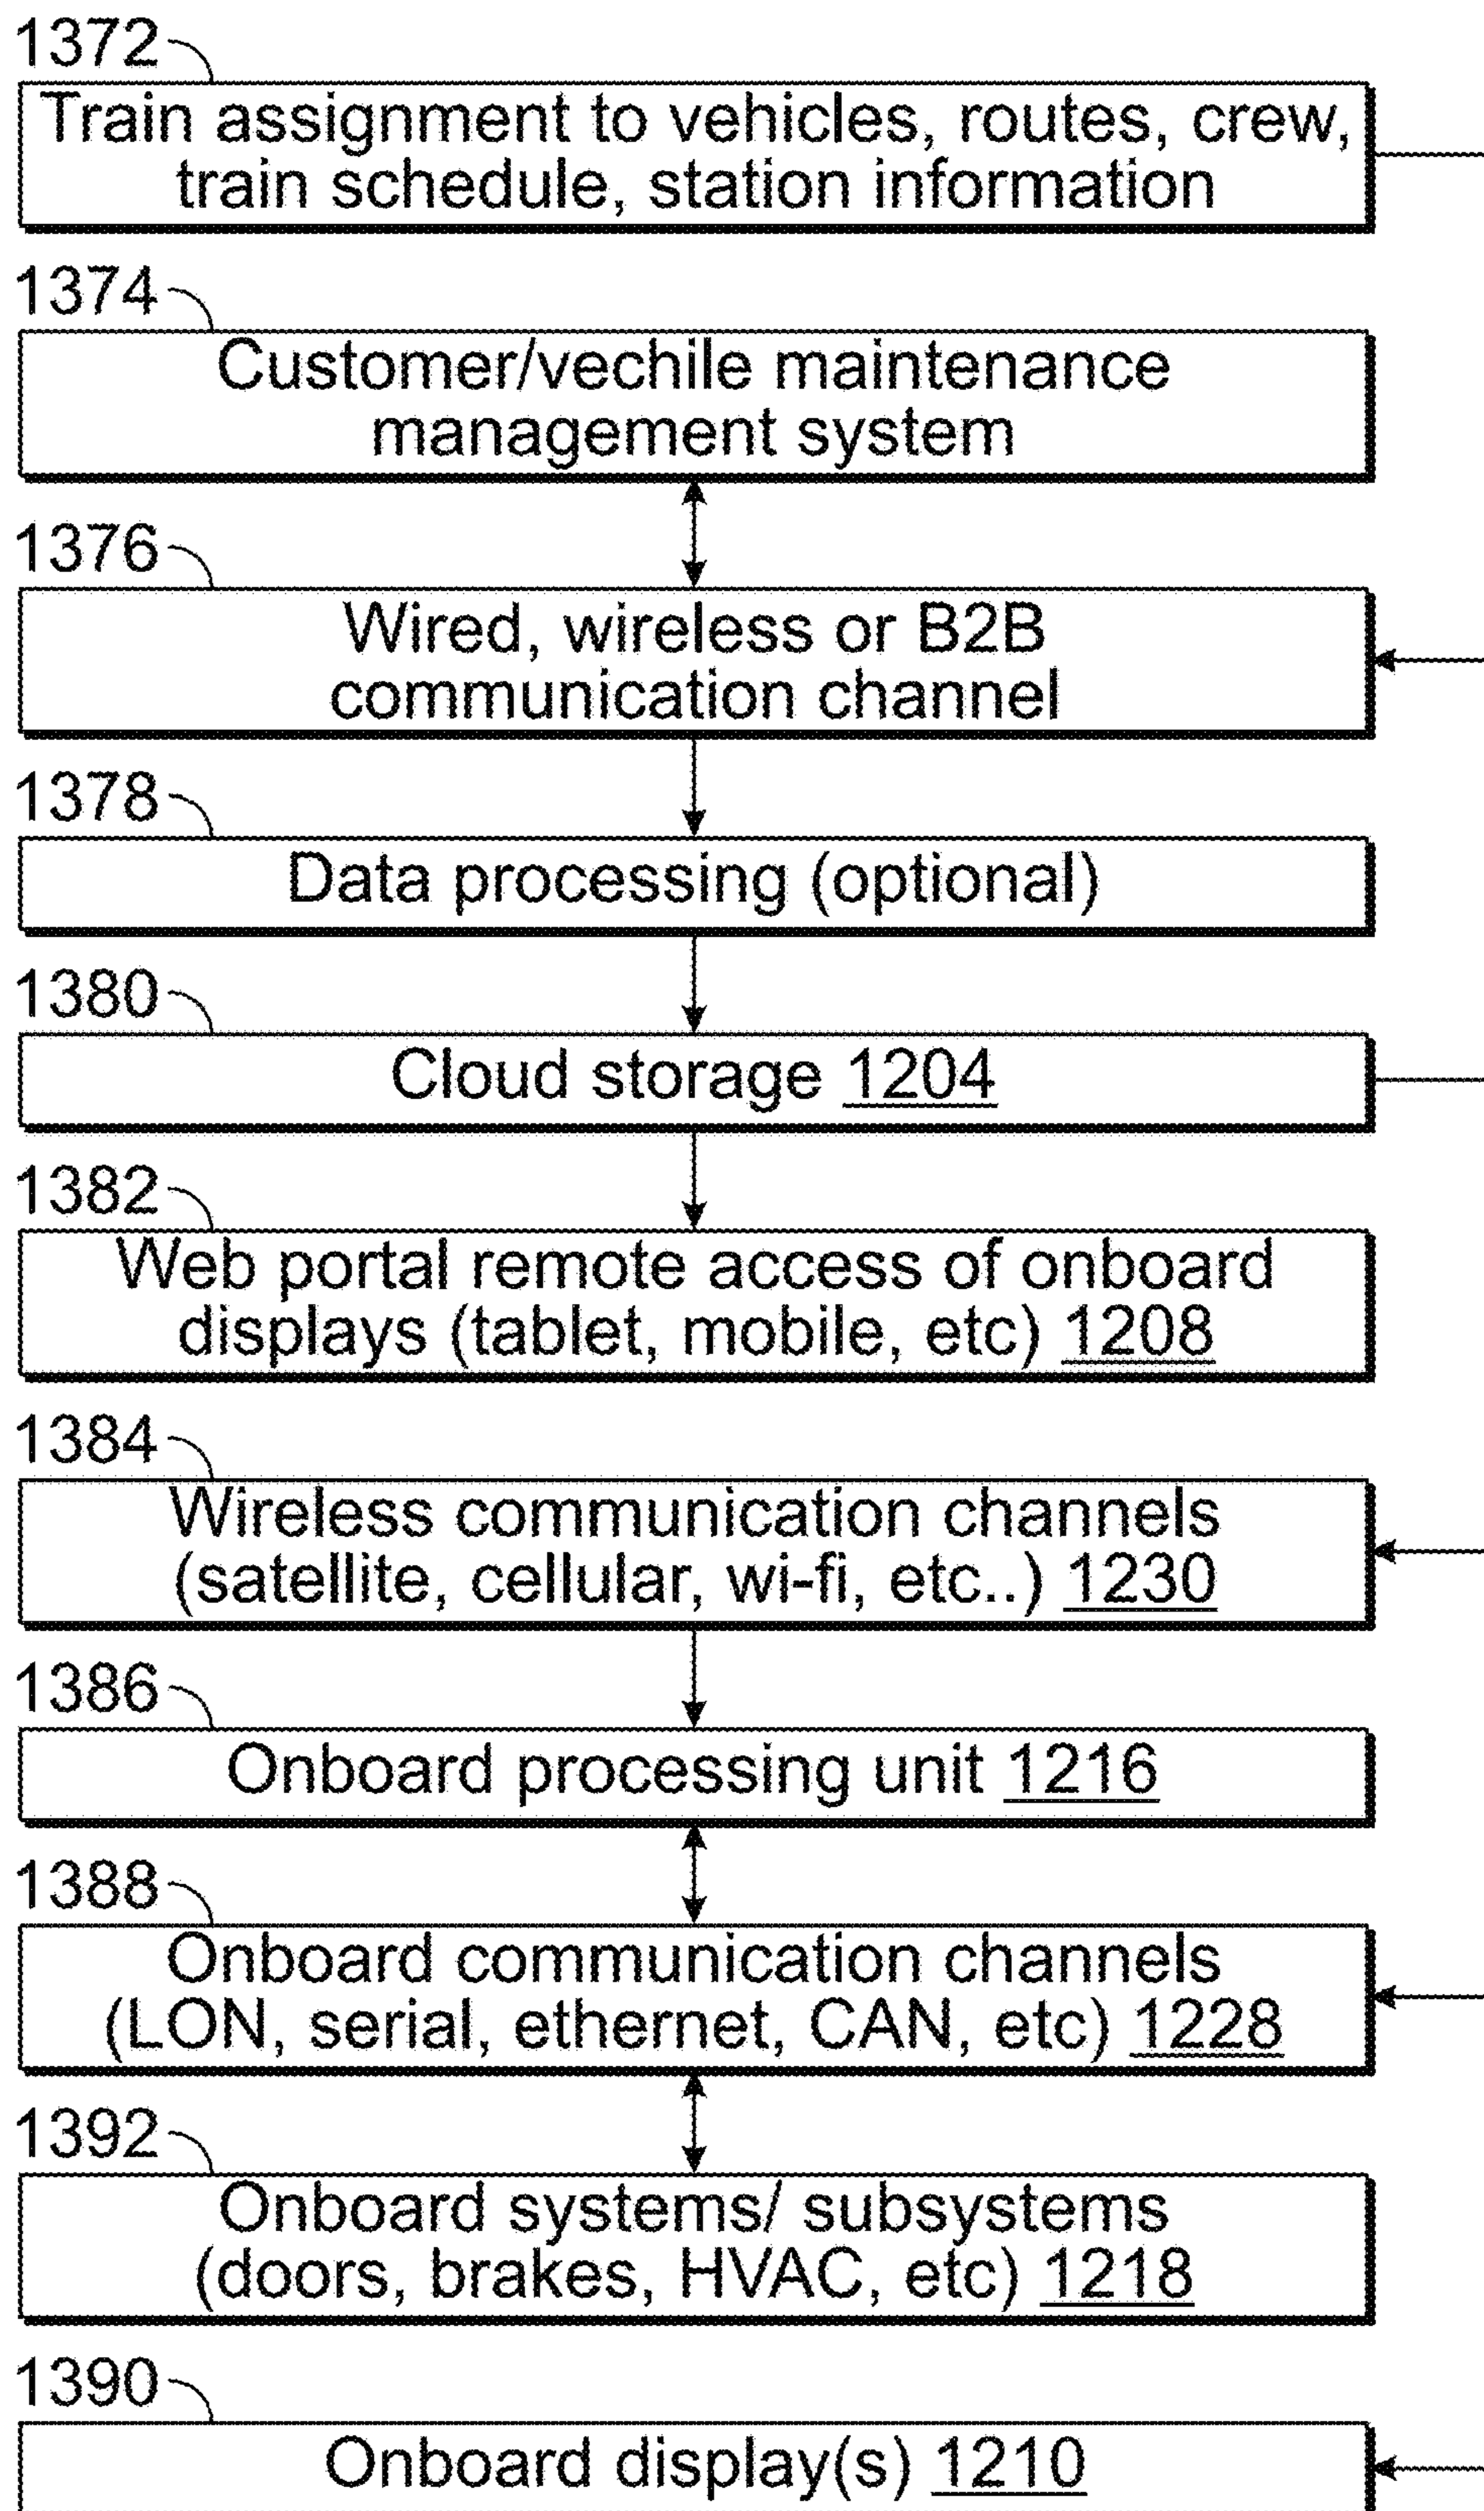 1372
Train assignment to vehicles, routes, crew,
train schedule, station information
1374
Customer/vechile maintenance
management system
1376
Wired, wireless or B2B
communication channel
1378
Data processing (optional)
1380
Cloud storage 1204
1382
Web portal remote access of onboard
displays (tablet, mobile, etc) 1208
1384
Wireless communication channels
(satellite, cellular, wi-fi, etc..) 1230
1386
Onboard processing unit 1216
1388
Onboard communication channels
(LON, serial, ethernet, CAN, etc) 1228
1392
Onboard systems/ subsystems
(doors, brakes, HVAC, etc) 1218
1390
Onboard display(s) 1210